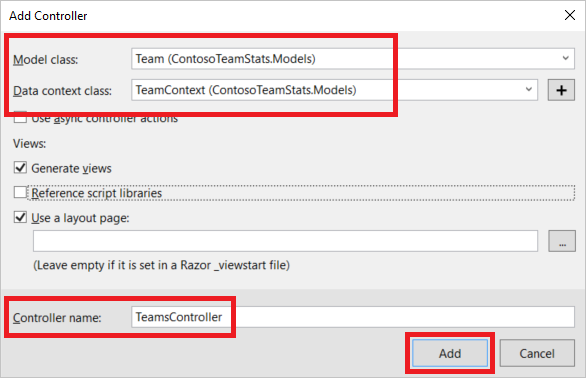 Add Controller
Model class: Team (ContosoTeamStats.Models)
Data context class: TeamContext (ContosoTeamStats.Models) +
Use async controller actions
Views:
Generate views
Reference script libraries
Use a layout page:
...
(Leave empty if it is set in a Razor _viewstart file)
Controller name: TeamsController
Add Cancel